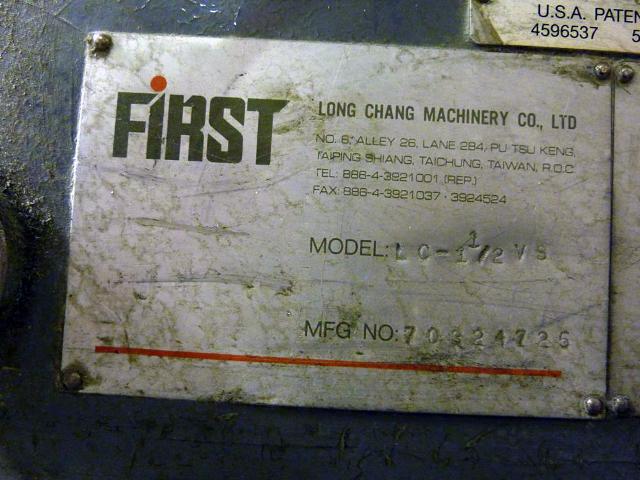 U.S.A. PATEN
4596537 5
FIRST
LONG CHANG MACHINERY CO., LTD
NO. 6, ALLEY 26, LANE 284, PU TSU KENG,
TAIPING SHIANG, TAICHUNG, TAIWAN, R.O.C
TEL: 886-4-3921001 (REP.)
FAX: 886-4-3921037 · 3924524
MODEL: LC-1 1/2 VS
MFG NO: 70324725